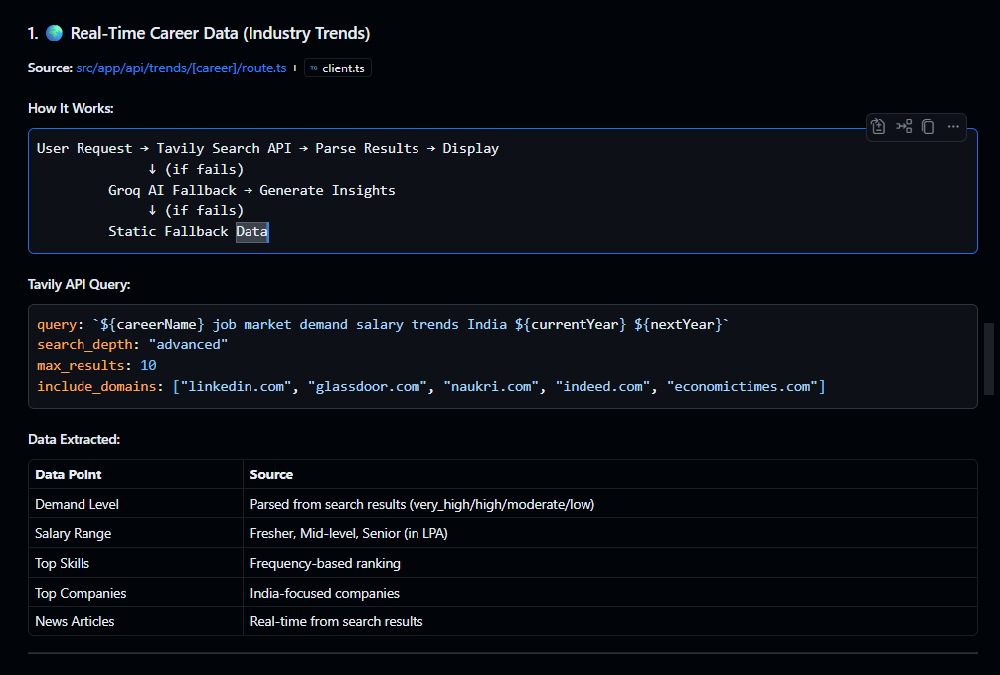 1. 🌍 Real-Time Career Data (Industry Trends)
Source: src/app/api/trends/[career]/route.ts + TS client.ts
How It Works:
User Request → Tavily Search API → Parse Results → Display
↓ (if fails)
Groq AI Fallback → Generate Insights
↓ (if fails)
Static Fallback Data
Tavily API Query:
query: `${careerName} job market demand salary trends India ${currentYear} ${nextYear}`
search_depth: "advanced"
max_results: 10
include_domains: ["linkedin.com", "glassdoor.com", "naukri.com", "indeed.com", "economictimes.com"]
Data Extracted:
Data Point Source
Demand Level Parsed from search results (very_high/high/moderate/low)
Salary Range Fresher, Mid-level, Senior (in LPA)
Top Skills Frequency-based ranking
Top Companies India-focused companies
News Articles Real-time from search results